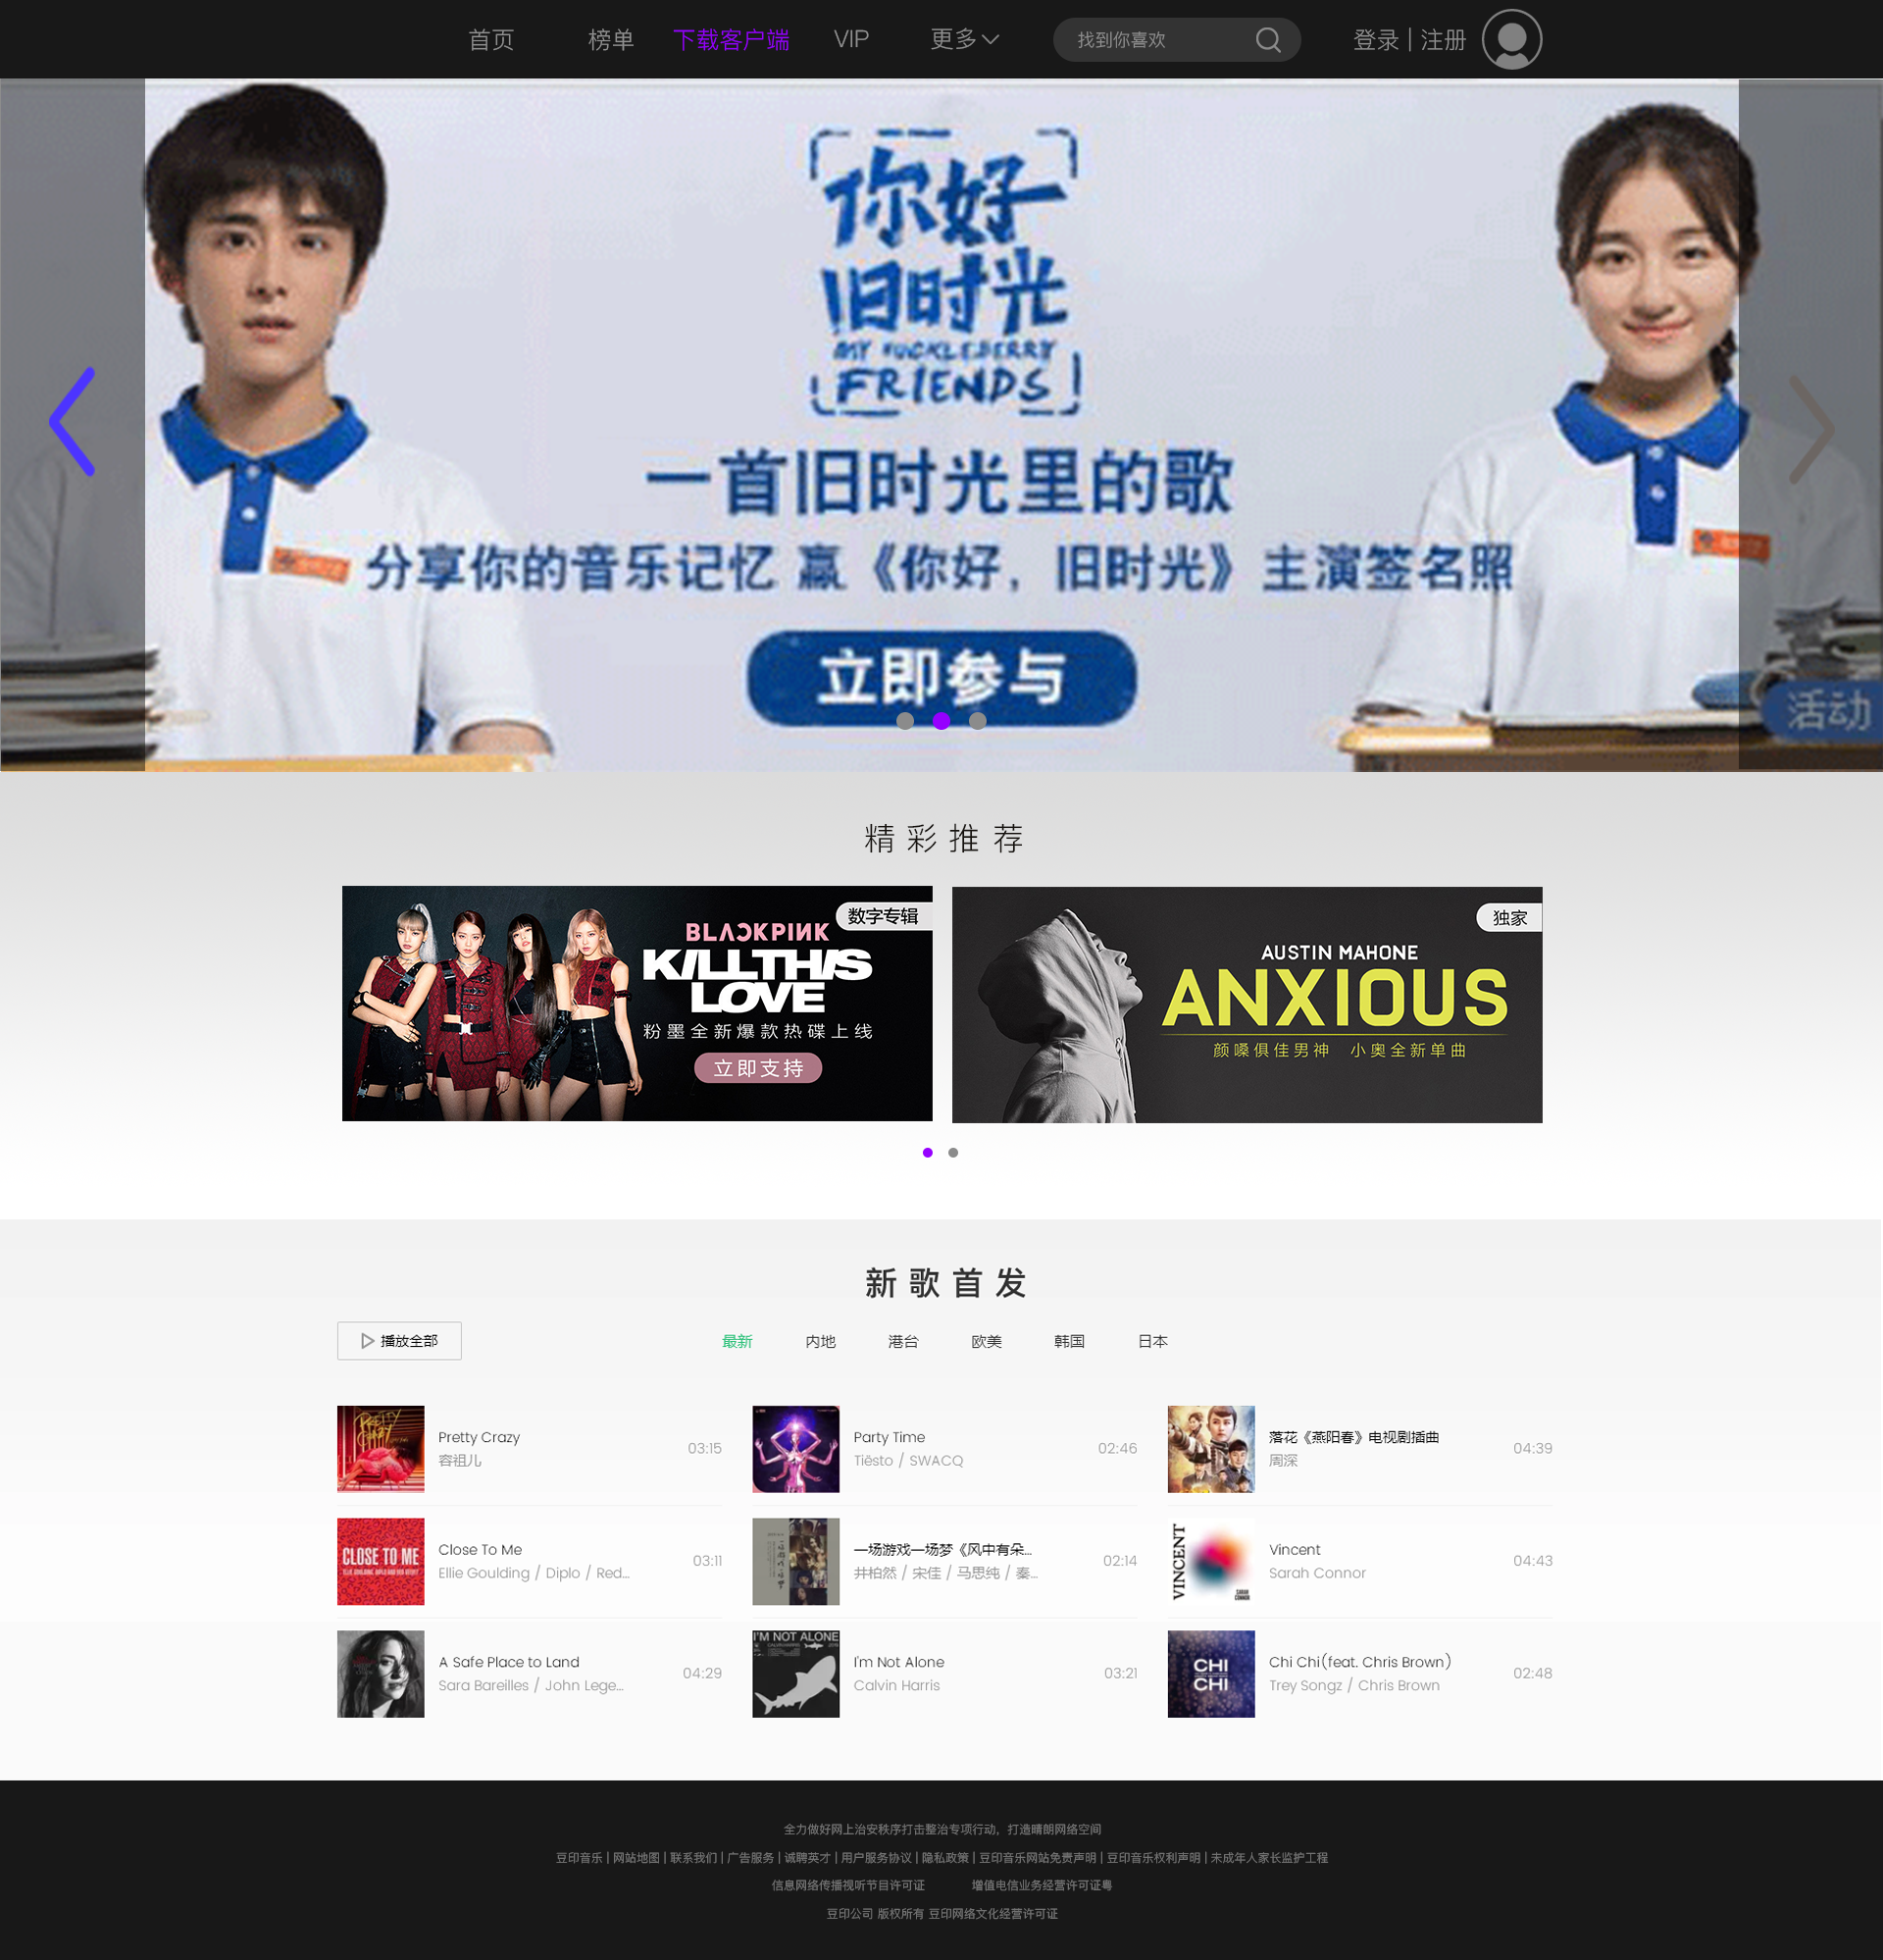 首页 榜单 下载客户端 VIP 更多 找到你喜欢 登录 | 注册
你好
旧时光
MY HUCKLEBERRY
FRIENDS
一首旧时光里的歌
分享你的音乐记忆 赢《你好，旧时光》主演签名照
立即参与
活动
精彩推荐
数字专辑
BLACKPINK
KILL THIS
LOVE
粉墨全新爆款热碟上线
立即支持
独家
AUSTIN MAHONE
ANXIOUS
颜嗓俱佳男神 小奥全新单曲
新歌首发
播放全部
最新 内地 港台 欧美 韩国 日本
PRETTY CRAZY
Pretty Crazy
容祖儿
03:15
Party Time
Tiësto / SWACQ
02:46
落花《燕阳春》电视剧插曲
周深
04:39
CLOSE TO ME
Close To Me
Ellie Goulding / Diplo / Red...
03:11
一场游戏一场梦《风中有朵...
井柏然 / 宋佳 / 马思纯 / 秦...
02:14
VINCENT
SARAH CONNOR
Vincent
Sarah Connor
04:43
A Safe Place to Land
Sara Bareilles / John Lege...
04:29
I'M NOT ALONE
I'm Not Alone
Calvin Harris
03:21
CHI
CHI
Chi Chi(feat. Chris Brown)
Trey Songz / Chris Brown
02:48
全力做好网上治安秩序打击整治专项行动，打造晴朗网络空间
豆印音乐 | 网站地图 | 联系我们 | 广告服务 | 诚聘英才 | 用户服务协议 | 隐私政策 | 豆印音乐网站免责声明 | 豆印音乐权利声明 | 未成年人家长监护工程
信息网络传播视听节目许可证 增值电信业务经营许可证粤
豆印公司 版权所有 豆印网络文化经营许可证